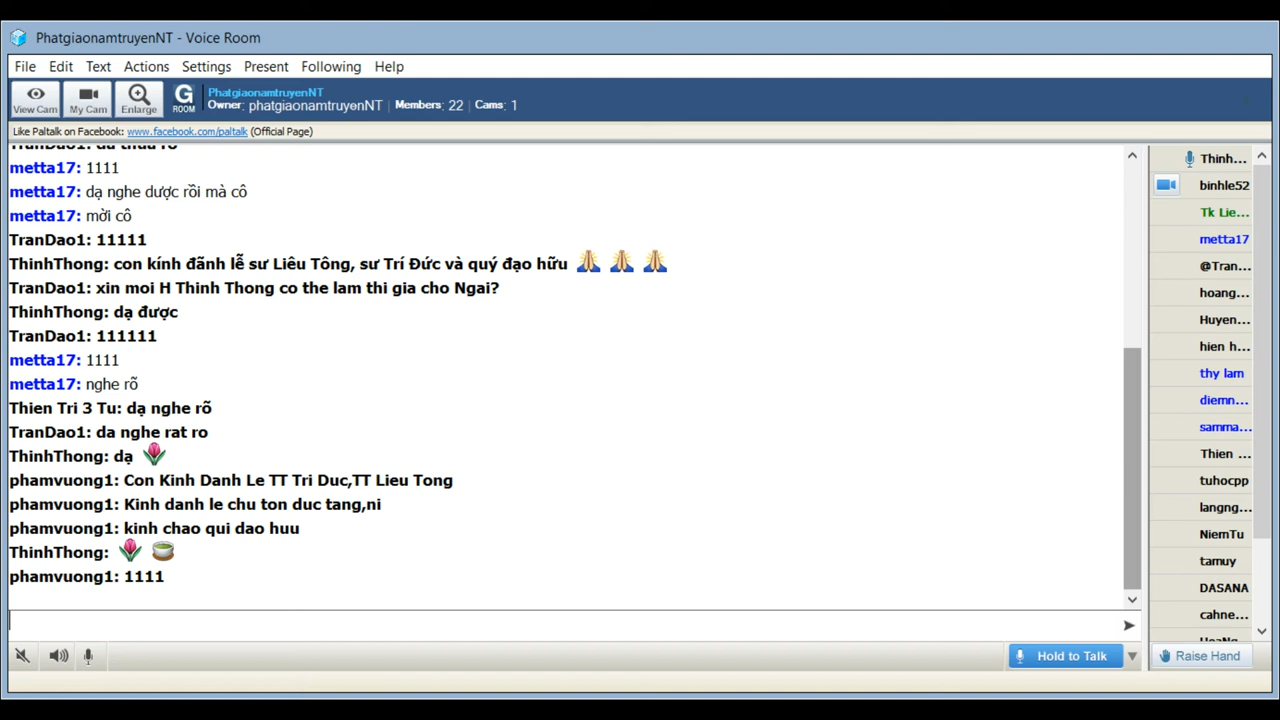 PhatgiaonamtruyenNT - Voice Room
File Edit Text Actions Settings Present Following Help
View Cam My Cam Enlarge G ROOM PhatgiaonamtruyenNT
Owner: phatgiaonamtruyenNT Members: 22 Cams: 1
Like Paltalk on Facebook: www.facebook.com/paltalk (Official Page)
TranDao1: da thua ro
metta17: 1111
metta17: dạ nghe dược rồi mà cô
metta17: mời cô
TranDao1: 11111
ThinhThong: con kính đãnh lễ sư Liêu Tông, sư Trí Đức và quý đạo hữu
TranDao1: xin moi H Thinh Thong co the lam thi gia cho Ngai?
ThinhThong: dạ được
TranDao1: 111111
metta17: 1111
metta17: nghe rõ
Thien Tri 3 Tu: dạ nghe rõ
TranDao1: da nghe rat ro
ThinhThong: dạ
phamvuong1: Con Kinh Danh Le TT Tri Duc,TT Lieu Tong
phamvuong1: Kinh danh le chu ton duc tang,ni
phamvuong1: kinh chao qui dao huu
ThinhThong:
phamvuong1: 1111
Thinh...
binhle52
Tk Lie...
metta17
@Tran...
hoang...
Huyen...
hien h...
thy lam
diemn...
samma...
Thien ...
tuhocpp
langng...
NiemTu
tamuy
DASANA
cahne...
Hold to Talk
Raise Hand